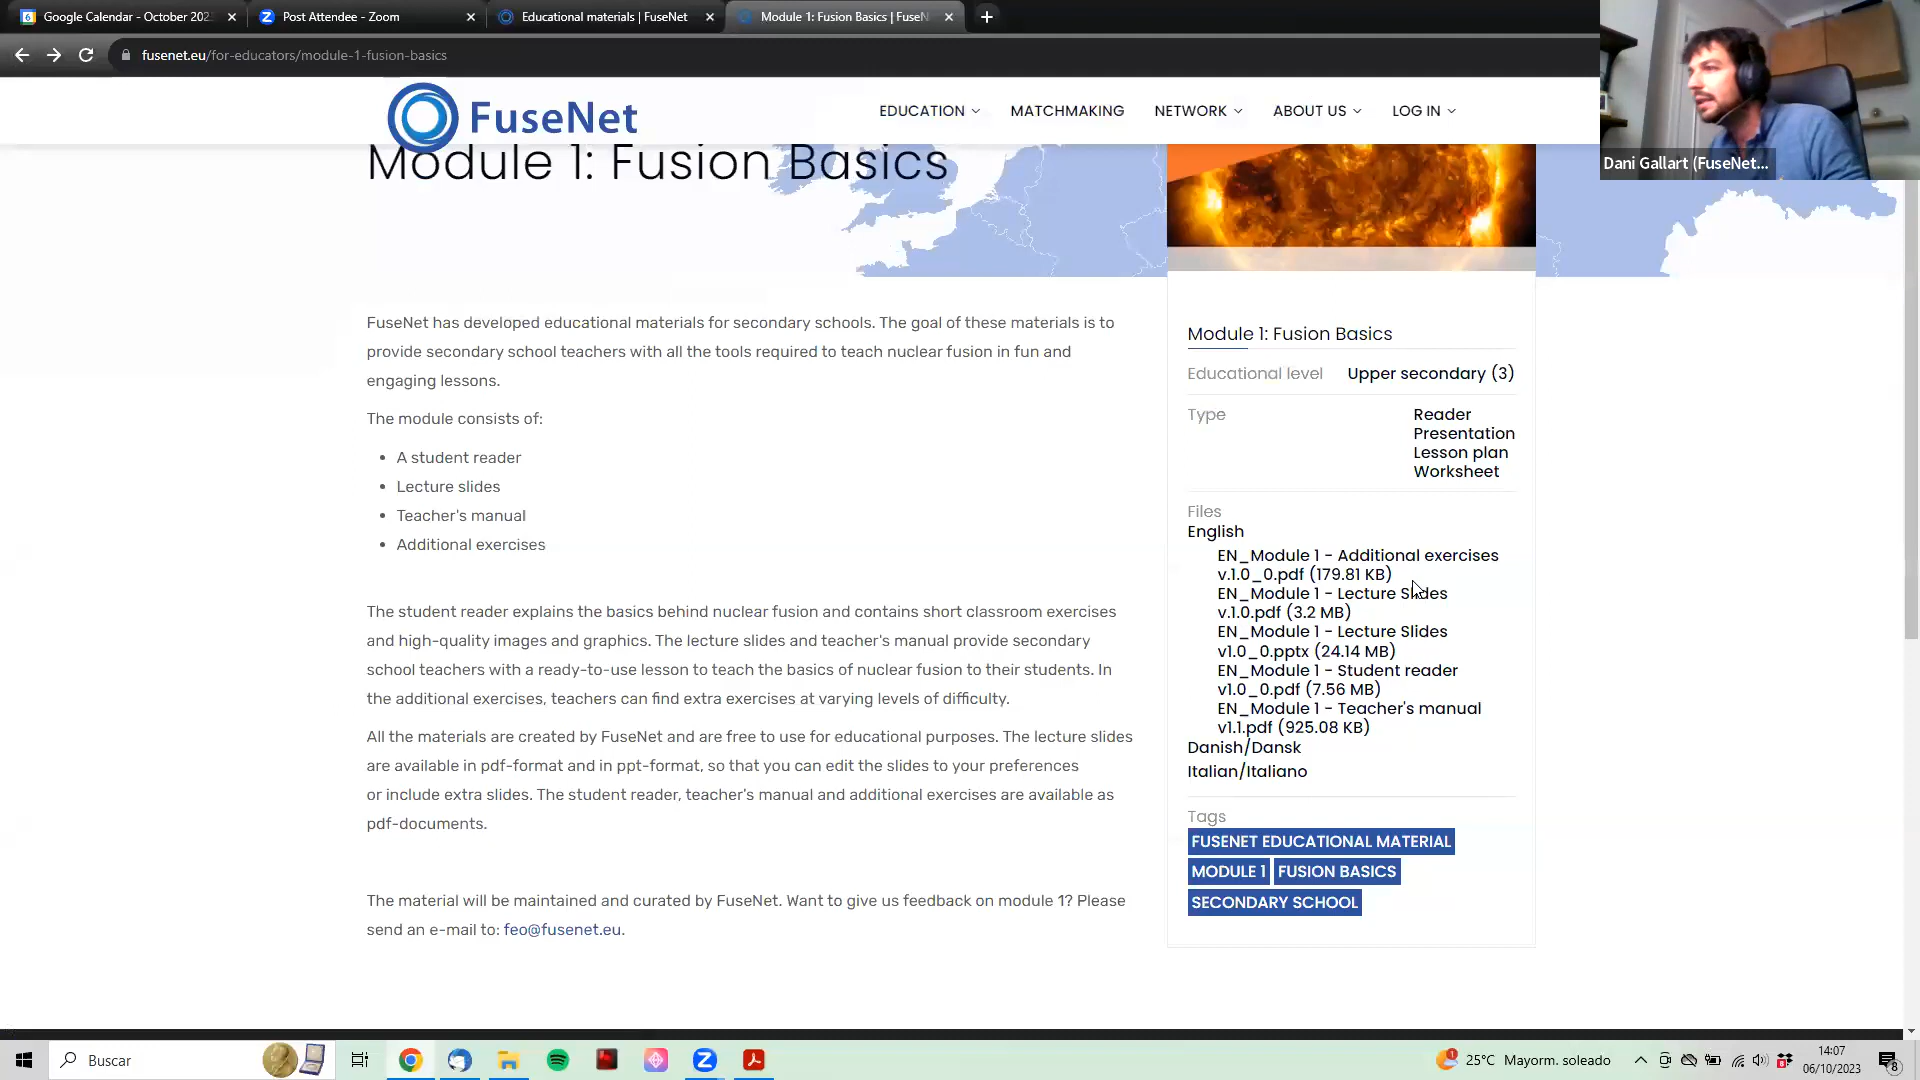 Google Calendar - October 202
Post Attendee - Zoom
Educational materials | FuseNet
Module 1: Fusion Basics | FuseN
fusenet.eu/for-educators/module-1-fusion-basics
FuseNet
EDUCATION
MATCHMAKING
NETWORK
ABOUT US
LOG IN
Dani Gallart (FuseNet...
Module 1: Fusion Basics
FuseNet has developed educational materials for secondary schools. The goal of these materials is to
provide secondary school teachers with all the tools required to teach nuclear fusion in fun and
engaging lessons.
The module consists of:
• A student reader
• Lecture slides
• Teacher's manual
• Additional exercises
The student reader explains the basics behind nuclear fusion and contains short classroom exercises
and high-quality images and graphics. The lecture slides and teacher's manual provide secondary
school teachers with a ready-to-use lesson to teach the basics of nuclear fusion to their students. In
the additional exercises, teachers can find extra exercises at varying levels of difficulty.
All the materials are created by FuseNet and are free to use for educational purposes. The lecture slides
are available in pdf-format and in ppt-format, so that you can edit the slides to your preferences
or include extra slides. The student reader, teacher's manual and additional exercises are available as
pdf-documents.
The material will be maintained and curated by FuseNet. Want to give us feedback on module 1? Please
send an e-mail to: feo@fusenet.eu.
Module 1: Fusion Basics
Educational level Upper secondary (3)
Type Reader
Presentation
Lesson plan
Worksheet
Files
English
EN_Module 1 - Additional exercises
v.1.0_0.pdf (179.81 KB)
EN_Module 1 - Lecture Slides
v.1.0.pdf (3.2 MB)
EN_Module 1 - Lecture Slides
v1.0_0.pptx (24.14 MB)
EN_Module 1 - Student reader
v1.0_0.pdf (7.56 MB)
EN_Module 1 - Teacher's manual
v1.1.pdf (925.08 KB)
Danish/Dansk
Italian/Italiano
Tags
FUSENET EDUCATIONAL MATERIAL
MODULE 1 FUSION BASICS
SECONDARY SCHOOL
Buscar
25°C Mayorm. soleado
14:07
06/10/2023